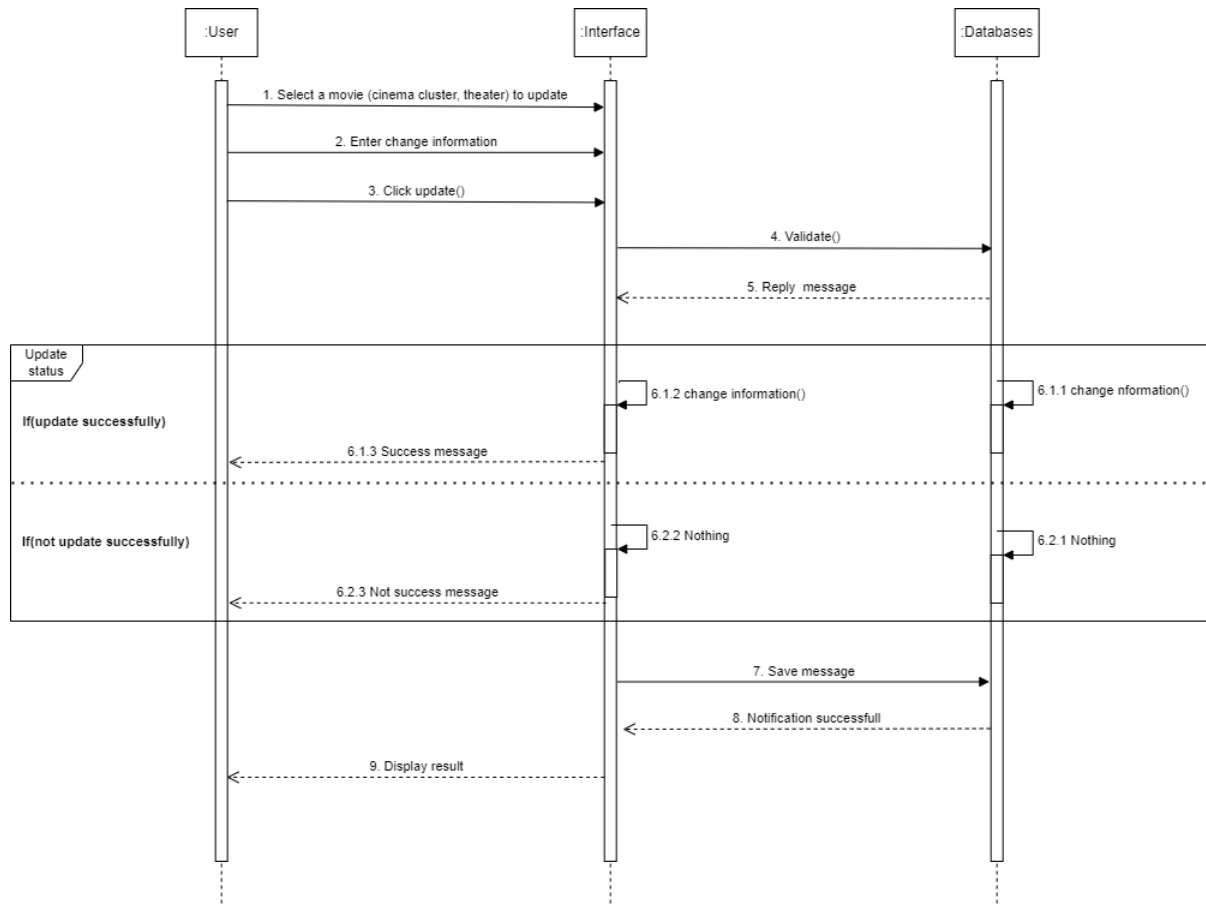 :User
:Interface
:Databases
1. Select a movie (cinema cluster, theater) to update
2. Enter change information
3. Click update()
4. Validate()
5. Reply  message
Update
status
6.1.2 change information()
6.1.1 change nformation()
If(update successfully)
6.1.3 Success message
6.2.2 Nothing
6.2.1 Nothing
If(not update successfully)
6.2.3 Not success message
7. Save message
8. Notification successfull
9. Display result